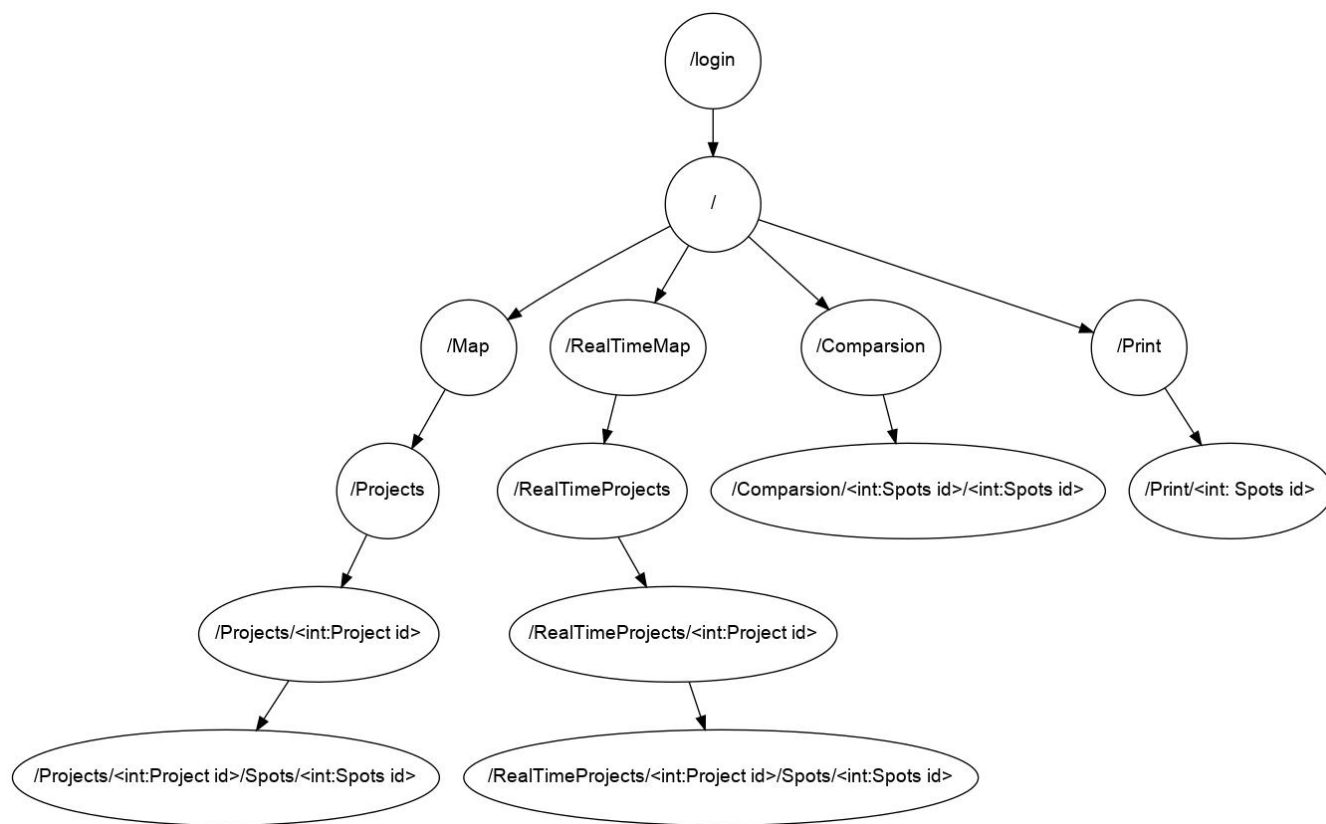 /login
/
/Map
/RealTimeMap
/Comparsion
/Print
/Projects
/RealTimeProjects
/Comparsion/<int:Spots id>/<int:Spots id>
/Print/<int: Spots id>
/Projects/<int:Project id>
/RealTimeProjects/<int:Project id>
/Projects/<int:Project id>/Spots/<int:Spots id>
/RealTimeProjects/<int:Project id>/Spots/<int:Spots id>